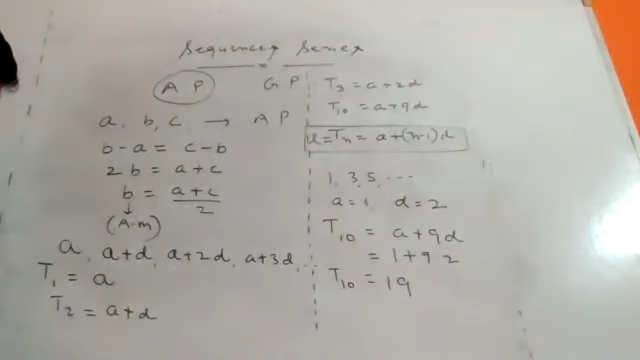 Sequences Series
AP GP
a, b, c, → AP
b-a = c-b
2b = a+c
b = a+c/2
(A.m)
a, a+d, a+2d, a+3d...
T1 = a
T2 = a+d
T3 = a+2d
T10 = a+9d
Tn = a+(n-1)d
1, 3, 5, ...
a=1, d=2
T10 = a+9d
= 1+9 2
T10 = 19